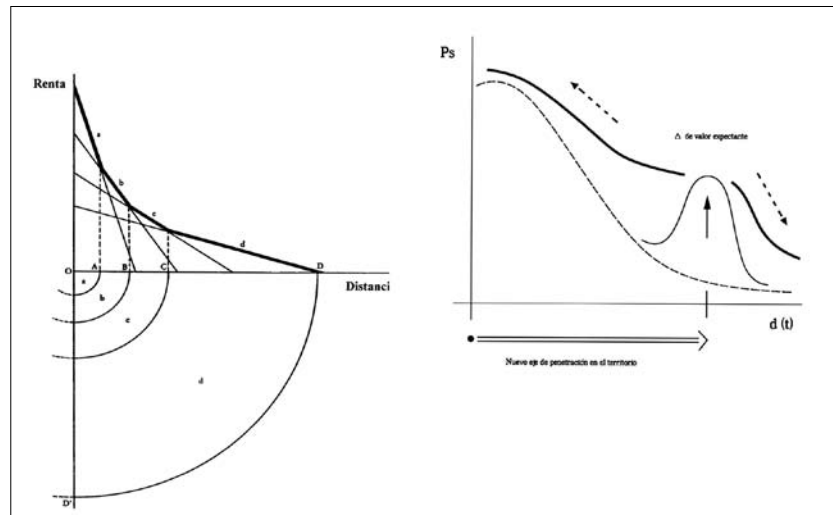 Renta
a
b
c
d
O
A
B
C
D
Distanci
a
b
c
d
D'
Ps
Δ de valor expectante
d (t)
Nuevo eje de penetración en el territorio